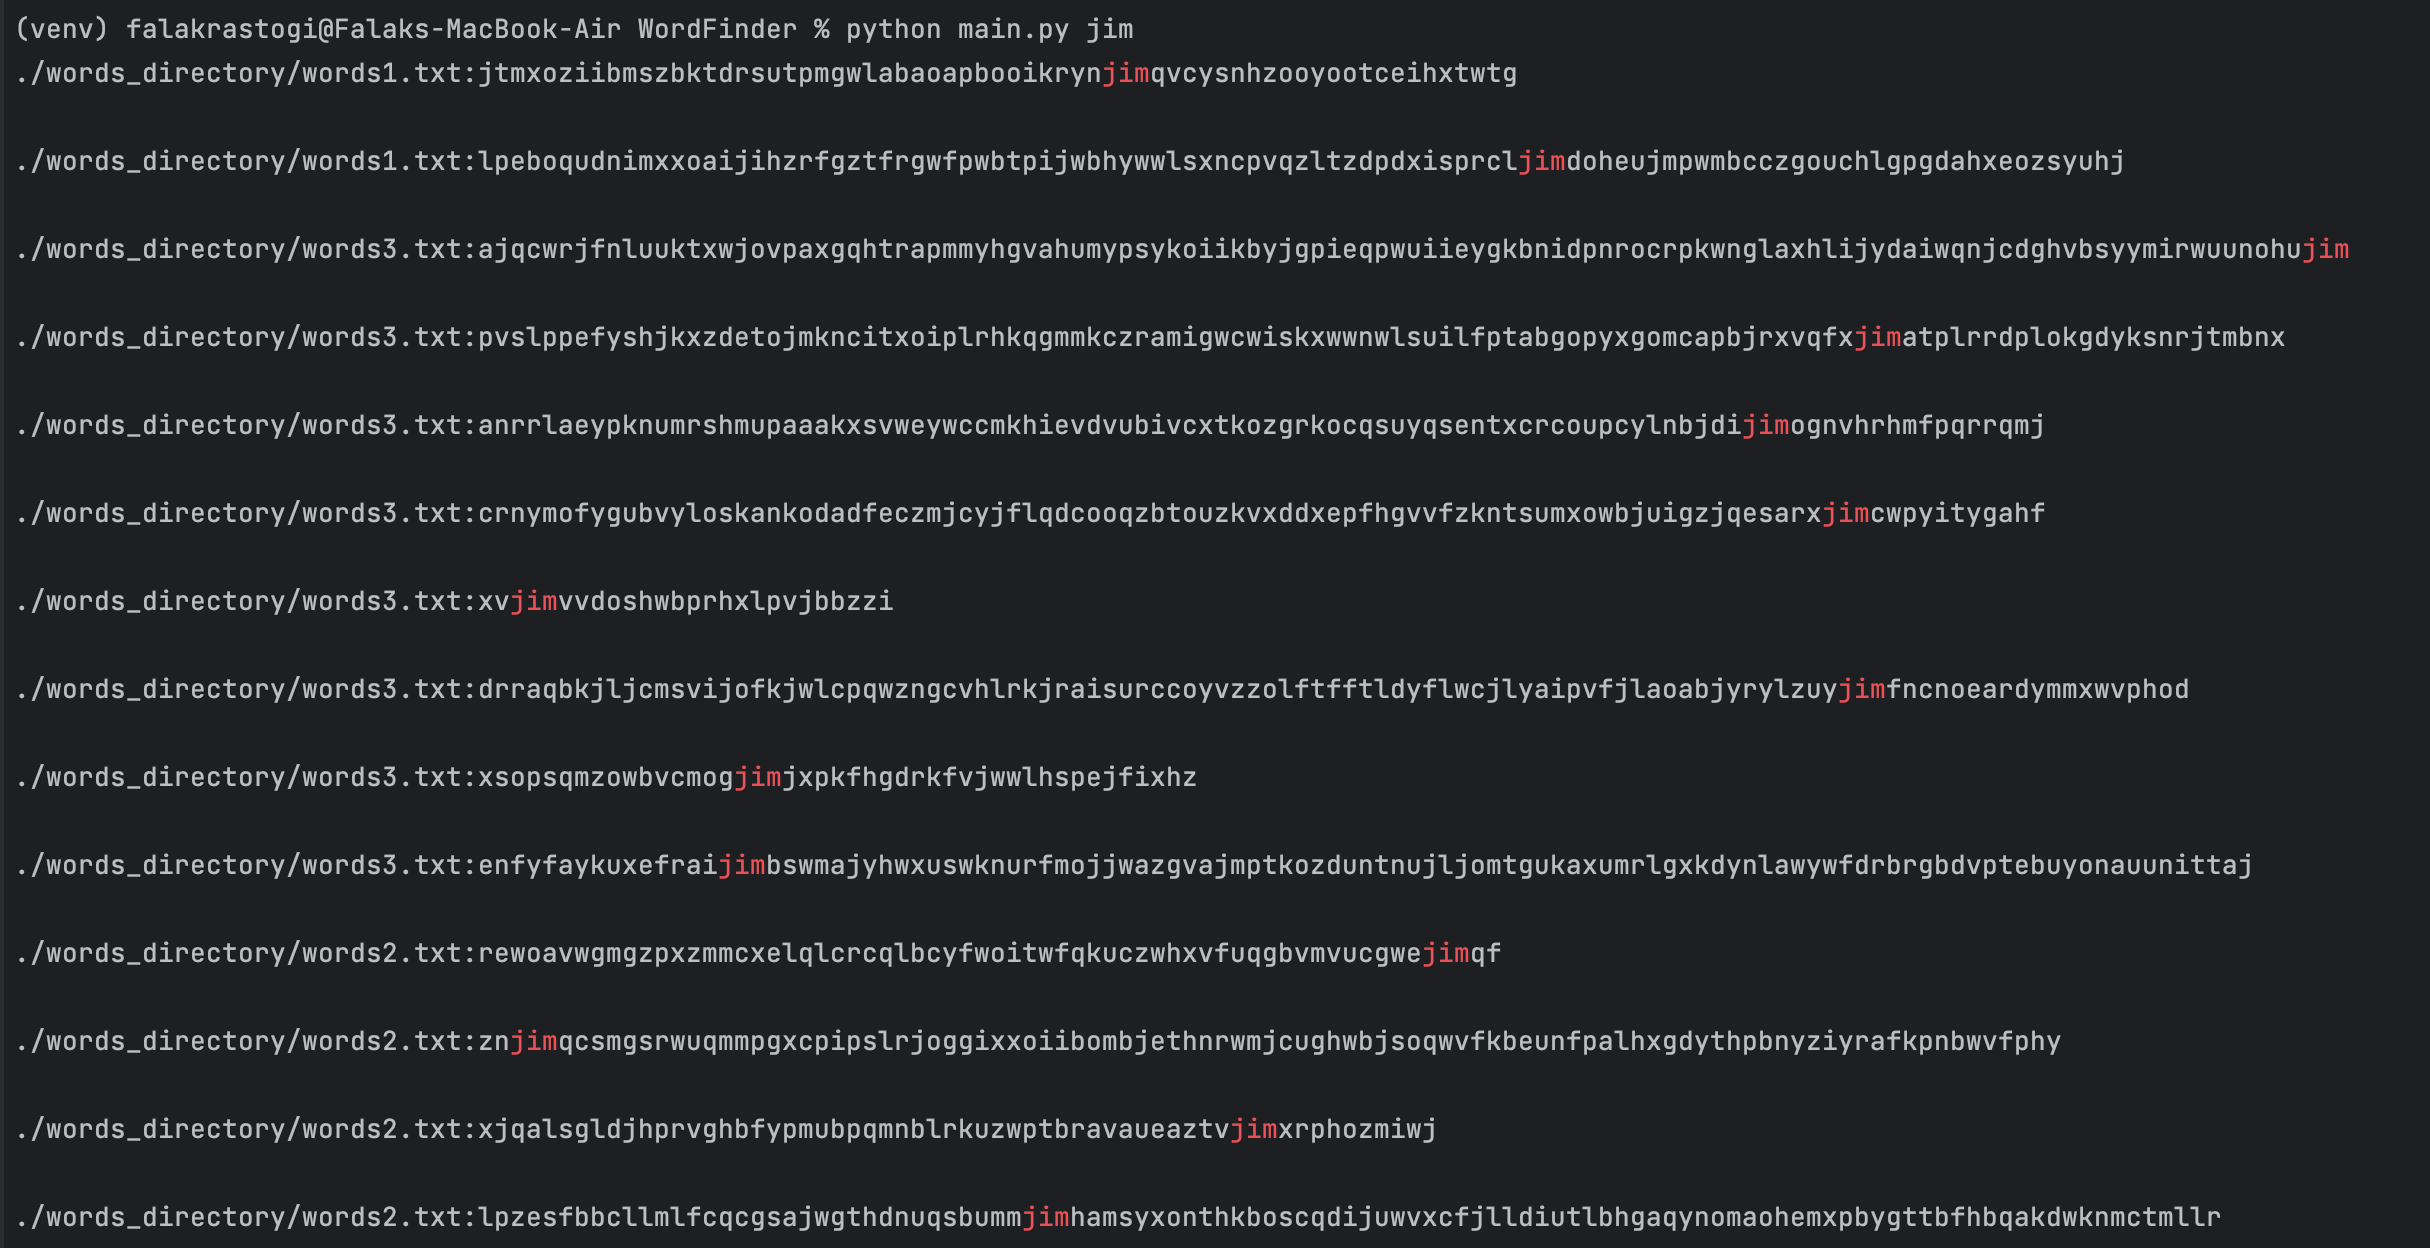 (venv) falakrastogi@Falaks-MacBook-Air WordFinder % python main.py jim
./words_directory/words1.txt:jtmxoziibmszbktdrsutpmgwlabaoapbooikrynjimqvcysnhzooyootceihxtwtg
./words_directory/words1.txt:lpeboqudnimxxoaijihzrfgztfrgwfpwbtpijwbhywwlsxncpvqzltzdpdxisprcljimdoheujmpwmbcczgouchlgpgdahxeozsyuhj
./words_directory/words3.txt:ajqcwrjfnluuktxwjovpaxgqhtrapmmyhgvahumypsykoiikbyjgpieqpwuiieygkbnidpnrocrpkwnglaxhlijydaiwqnjcdghvbsyymirwuunohujim
./words_directory/words3.txt:pvslppefyshjkxzdetojmkncitxoiplrhkqgmmkczramigwcwiskxwwnwlsuilfptabgopyxgomcapbjrxvqfxjimatplrrdplokgdyksnrjtmbnx
./words_directory/words3.txt:anrrlaeypknumrshmupaaakxsvweywccmkhievdvubivcxtkozgrkocqsuyqsentxcrcoupcylnbjdijimognvhrhmfpqrrqmj
./words_directory/words3.txt:crnymofygubvyloskankodadfeczmjcyjflqdcooqzbtouzkvxddxepfhgvvfzkntsumxowbjuigzjqesarxjimcwpyitygahf
./words_directory/words3.txt:xvjimvvdoshwbprhxlpvjbbzzi
./words_directory/words3.txt:drraqbkjljcmsvijofkjwlcpqwzngcvhlrkjraisurccoyvzzolftfftldyflwcjlyaipvfjlaoabjyrylzuyjimfncnoeardymmxwvphod
./words_directory/words3.txt:xsopsqmzowbvcmogjimjxpkfhgdrkfvjwwlhspejfixhz
./words_directory/words3.txt:enfyfaykuxefraijimbswmajyhwxuswknurfmojjwazgvajmptkozduntnujljomtgukaxumrlgxkdynlawywfdrbrgbdvptebuyonauunittaj
./words_directory/words2.txt:rewoavwgmgzpxzmmcxelqlcrcqlbcyfwoitwfqkuczwhxvfuqgbvmvucgwejimqf
./words_directory/words2.txt:znjimqcsmgsrwuqmmpgxcpipslrjoggixxoiibombjethnrwmjcughwbjsoqwvfkbeunfpalhxgdythpbnyziyrafkpnbwvfphy
./words_directory/words2.txt:xjqalsgldjhprvghbfypmubpqmnblrkuzwptbravaueaztvjimxrphozmiwj
./words_directory/words2.txt:lpzesfbbcllmlfcqcgsajwgthdnuqsbummjimhamsyxonthkboscqdijuwvxcfjlldiutlbhgaqynomaohemxpbygttbfhbqakdwknmctmllr